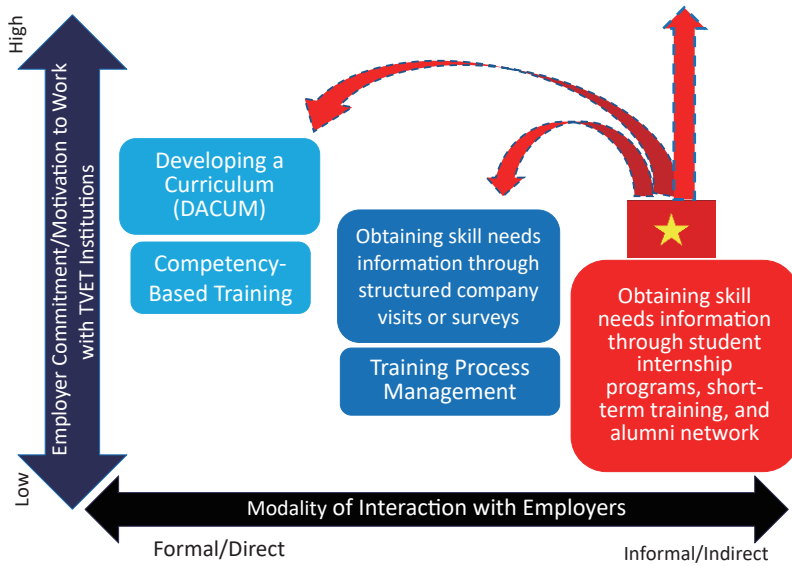 High
Employer Commitment/Motivation to Work
with TVET Institutions
Low
Developing a
Curriculum
(DACUM)
Competency-
Based Training
Obtaining skill needs
information through
structured company
visits or surveys
Training Process
Management
Obtaining skill
needs information
through student
internship
programs, short-
term training, and
alumni network
Modality of Interaction with Employers
Formal/Direct
Informal/Indirect